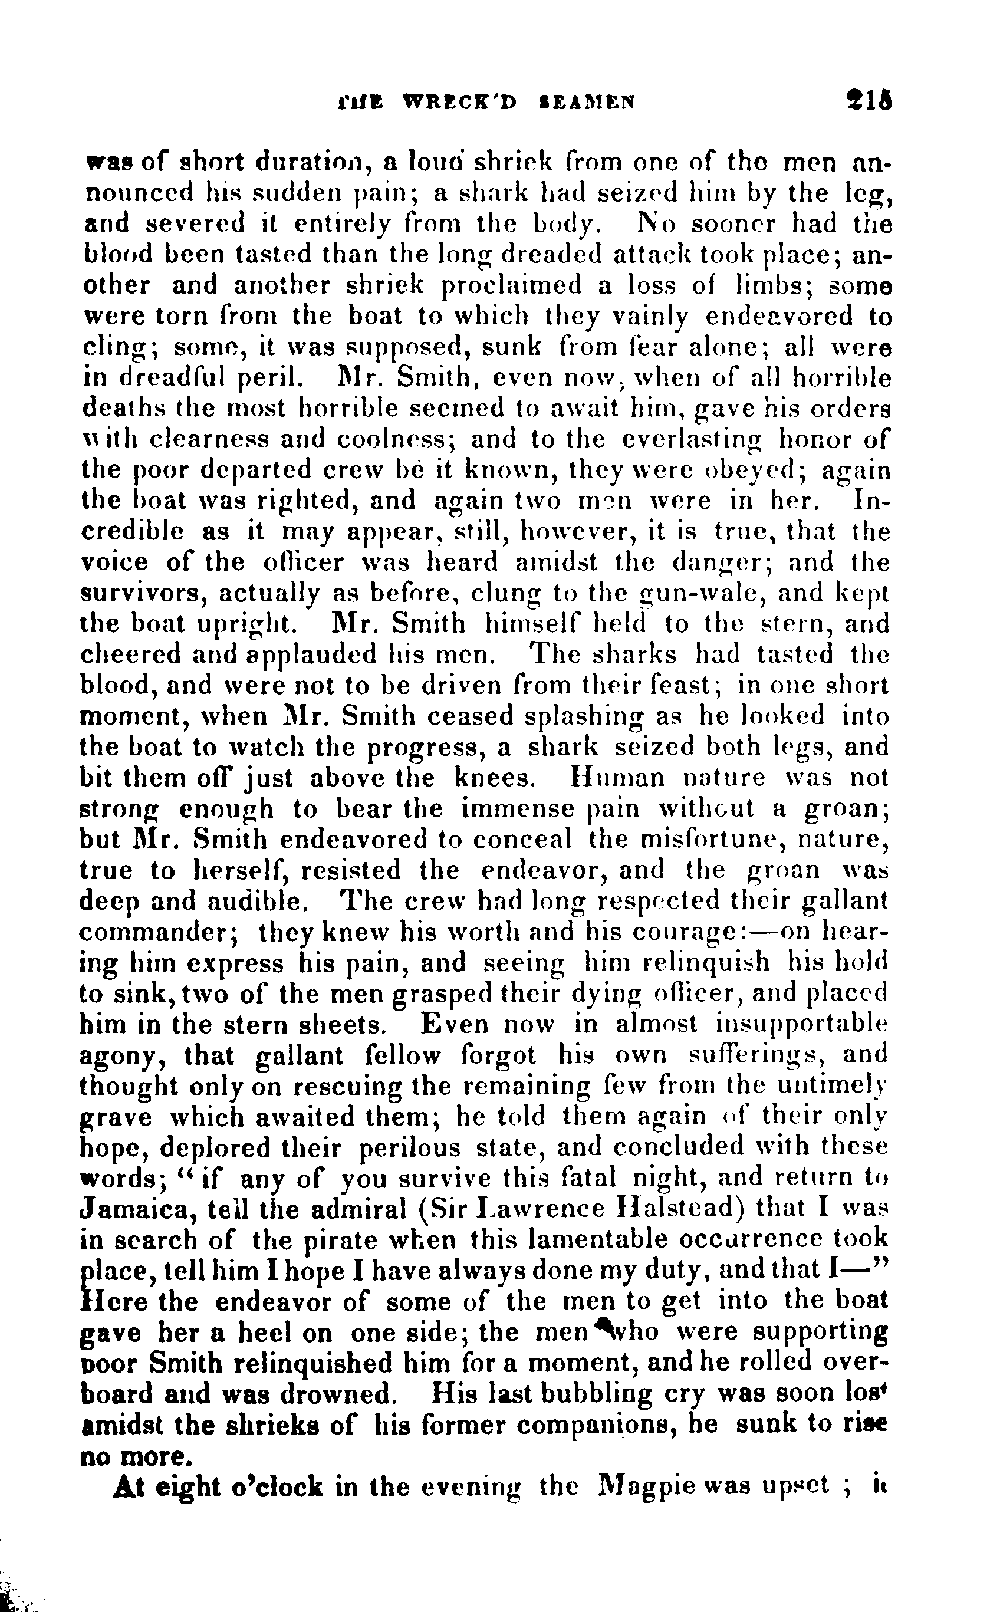 THE WRECK'D SEAMEN 215
was of short duration, a loud shriek from one of the men an-
nounced his sudden pain; a shark had seized him by the leg,
and severed it entirely from the body. No sooner had the
blood been tasted than the long dreaded attack took place; an-
other and another shriek proclaimed a loss of limbs; some
were torn from the boat to which they vainly endeavored to
cling; some, it was supposed, sunk from fear alone; all were
in dreadful peril. Mr. Smith, even now, when of all horrible
deaths the most horrible seemed to await him, gave his orders
with clearness and coolness; and to the everlasting honor of
the poor departed crew be it known, they were obeyed; again
the boat was righted, and again two men were in her. In-
credible as it may appear, still, however, it is true, that the
voice of the officer was heard amidst the danger; and the
survivors, actually as before, clung to the gun-wale, and kept
the boat upright. Mr. Smith himself held to the stern, and
cheered and applauded his men. The sharks had tasted the
blood, and were not to be driven from their feast; in one short
moment, when Mr. Smith ceased splashing as he looked into
the boat to watch the progress, a shark seized both legs, and
bit them off just above the knees. Human nature was not
strong enough to bear the immense pain without a groan;
but Mr. Smith endeavored to conceal the misfortune, nature,
true to herself, resisted the endeavor, and the groan was
deep and audible. The crew had long respected their gallant
commander; they knew his worth and his courage:—on hear-
ing him express his pain, and seeing him relinquish his hold
to sink, two of the men grasped their dying officer, and placed
him in the stern sheets. Even now in almost insupportable
agony, that gallant fellow forgot his own sufferings, and
thought only on rescuing the remaining few from the untimely
grave which awaited them; he told them again of their only
hope, deplored their perilous state, and concluded with these
words; "if any of you survive this fatal night, and return to
Jamaica, tell the admiral (Sir Lawrence Halstead) that I was
in search of the pirate when this lamentable occurrence took
place, tell him I hope I have always done my duty, and that I—"
Here the endeavor of some of the men to get into the boat
gave her a heel on one side; the men who were supporting
poor Smith relinquished him for a moment, and he rolled over-
board and was drowned. His last bubbling cry was soon lost
amidst the shrieks of his former companions, he sunk to rise
no more.
At eight o'clock in the evening the Magpie was upset ; it